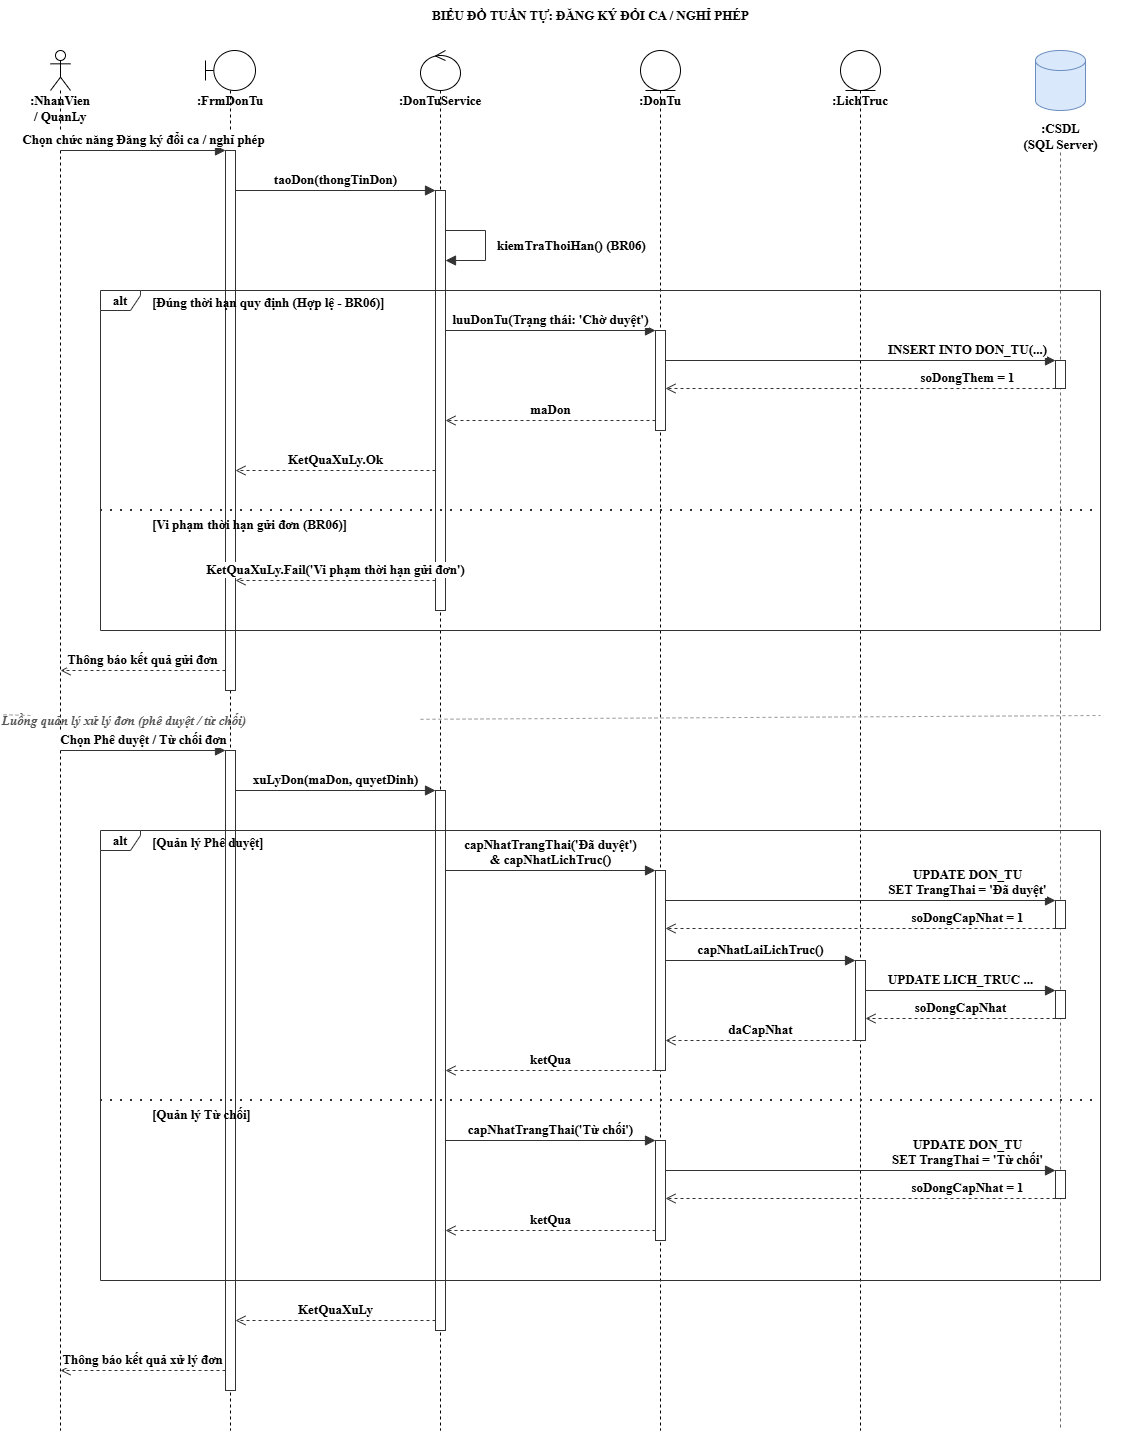 BIỂU ĐỒ TUẦN TỰ: ĐĂNG KÝ ĐỔI CA / NGHỈ PHÉP
:NhanVien
/ QuanLy
:FrmDonTu
:DonTuService
:DonTu
:LichTruc
:CSDL
(SQL Server)
Chọn chức năng Đăng ký đổi ca / nghỉ phép
taoDon(thongTinDon)
kiemTraThoiHan() (BR06)
alt
[Đúng thời hạn quy định (Hợp lệ - BR06)]
luuDonTu(Trạng thái: 'Chờ duyệt')
INSERT INTO DON_TU(...)
soDongThem = 1
maDon
KetQuaXuLy.Ok
[Vi phạm thời hạn gửi đơn (BR06)]
KetQuaXuLy.Fail('Vi phạm thời hạn gửi đơn')
Thông báo kết quả gửi đơn
Luồng quản lý xử lý đơn (phê duyệt / từ chối)
Chọn Phê duyệt / Từ chối đơn
xuLyDon(maDon, quyetDinh)
alt
[Quản lý Phê duyệt]
capNhatTrangThai('Đã duyệt')
& capNhatLichTruc()
UPDATE DON_TU
SET TrangThai = 'Đã duyệt'
soDongCapNhat = 1
capNhatLaiLichTruc()
UPDATE LICH_TRUC ...
soDongCapNhat
daCapNhat
ketQua
[Quản lý Từ chối]
capNhatTrangThai('Từ chối')
UPDATE DON_TU
SET TrangThai = 'Từ chối'
soDongCapNhat = 1
ketQua
KetQuaXuLy
Thông báo kết quả xử lý đơn